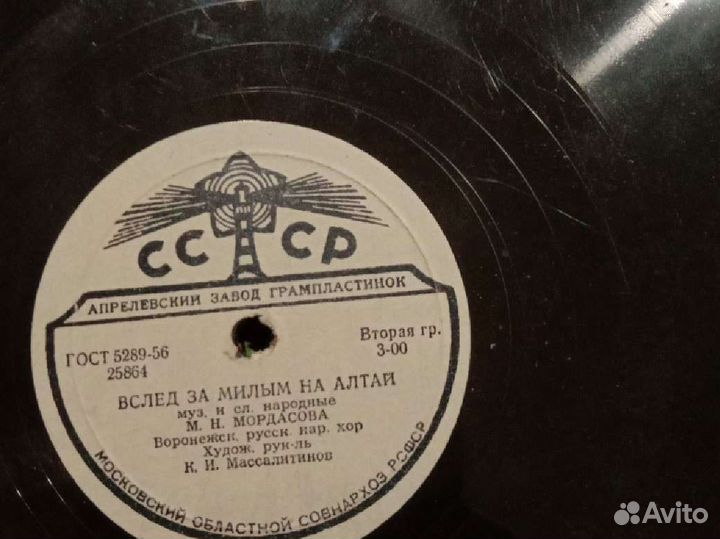 СССР
АПРЕЛЕВСКИЙ ЗАВОД ГРАМПЛАСТИНОК
ГОСТ 5289-56
25864
Вторая гр.
3-00
ВСЛЕД ЗА МИЛЫМ НА АЛТАЙ
муз. и сл. народные
М. Н. МОРДАСОВА
Воронежск. русск. нар. хор
Худож. рук-ль
К. И. Массалитинов
МОСКОВСКИЙ ОБЛАСТНОЙ СОВНАРХОЗ РСФСР
Avito